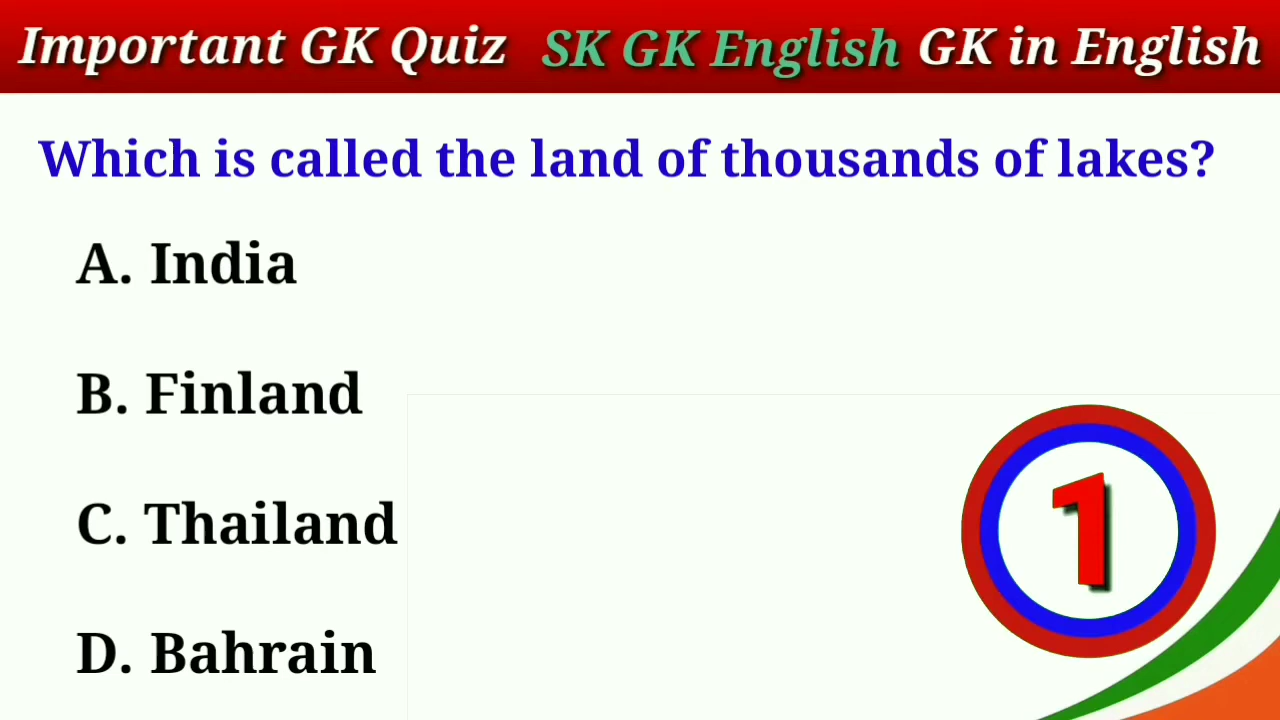 Important GK Quiz SK GK English GK in English
Which is called the land of thousands of lakes?
A. India
B. Finland
C. Thailand
D. Bahrain
1